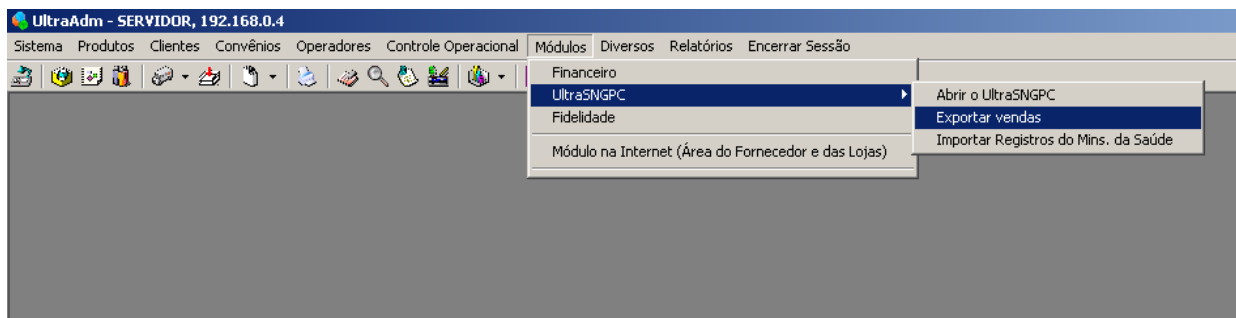 UltraAdm - SERVIDOR, 192.168.0.4
Sistema Produtos Clientes Convênios Operadores Controle Operacional Módulos Diversos Relatórios Encerrar Sessão
Financeiro
UltraSNGPC
Fidelidade
Módulo na Internet (Área do Fornecedor e das Lojas)
Abrir o UltraSNGPC
Exportar vendas
Importar Registros do Mins. da Saúde